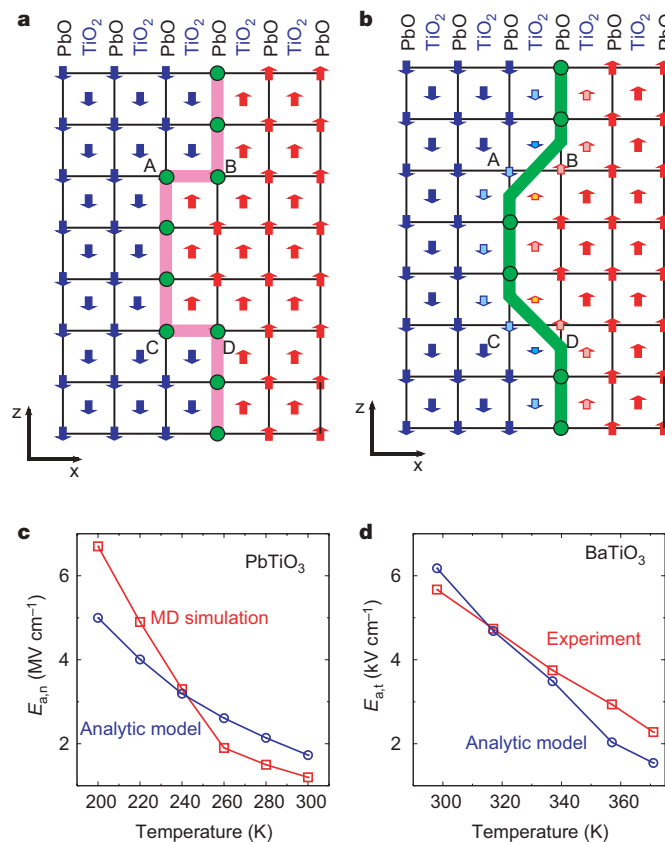 a
PbO TiO₂ PbO TiO₂ PbO TiO₂ PbO TiO₂ PbO
A B
C D
z
x
b
PbO TiO₂ PbO TiO₂ PbO TiO₂ PbO TiO₂ PbO
A B
C D
z
x
c
PbTiO₃
MD simulation
Analytic model
Eₐ,ₙ (MV cm⁻¹)
6
4
2
200 220 240 260 280 300
Temperature (K)
d
BaTiO₃
Experiment
Analytic model
Eₐ,ₜ (kV cm⁻¹)
6
4
2
300 320 340 360
Temperature (K)